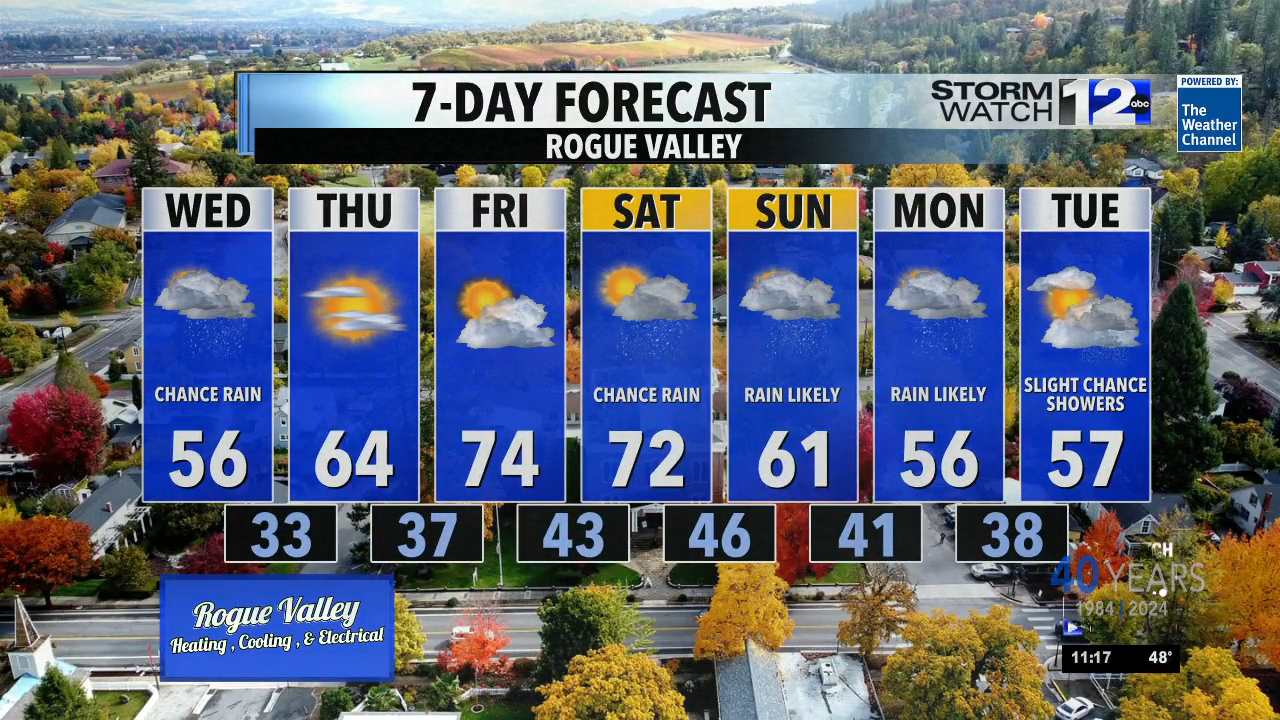 7-DAY FORECAST
ROGUE VALLEY
STORM
WATCH
12
abc
POWERED BY:
The
Weather
Channel
WED
THU
FRI
SAT
SUN
MON
TUE
CHANCE RAIN
CHANCE RAIN
RAIN LIKELY
RAIN LIKELY
SLIGHT CHANCE
SHOWERS
56
64
74
72
61
56
57
33
37
43
46
41
38
Rogue Valley
Heating , Cooling , & Electrical
40 YEARS
1984 | 2024
11:17 48°